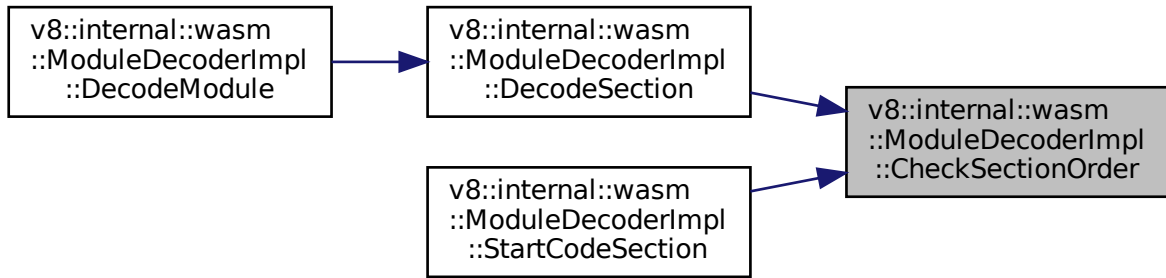 v8::internal::wasm
::ModuleDecoderImpl
::DecodeModule
v8::internal::wasm
::ModuleDecoderImpl
::DecodeSection
v8::internal::wasm
::ModuleDecoderImpl
::StartCodeSection
v8::internal::wasm
::ModuleDecoderImpl
::CheckSectionOrder